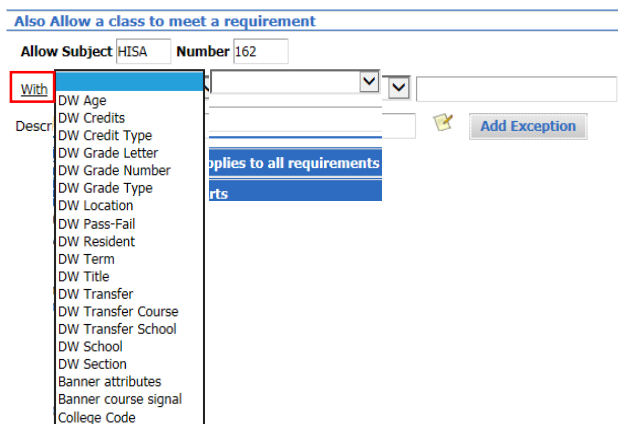 Also Allow a class to meet a requirement
Allow Subject HISA Number 162
With
DW Age
DW Credits
Descr
DW Credit Type
Add Exception
DW Grade Letter
pplies to all requirements
DW Grade Number
DW Grade Type
rts
DW Location
DW Pass-Fail
DW Resident
DW Term
DW Title
DW Transfer
DW Transfer Course
DW Transfer School
DW School
DW Section
Banner attributes
Banner course signal
College Code